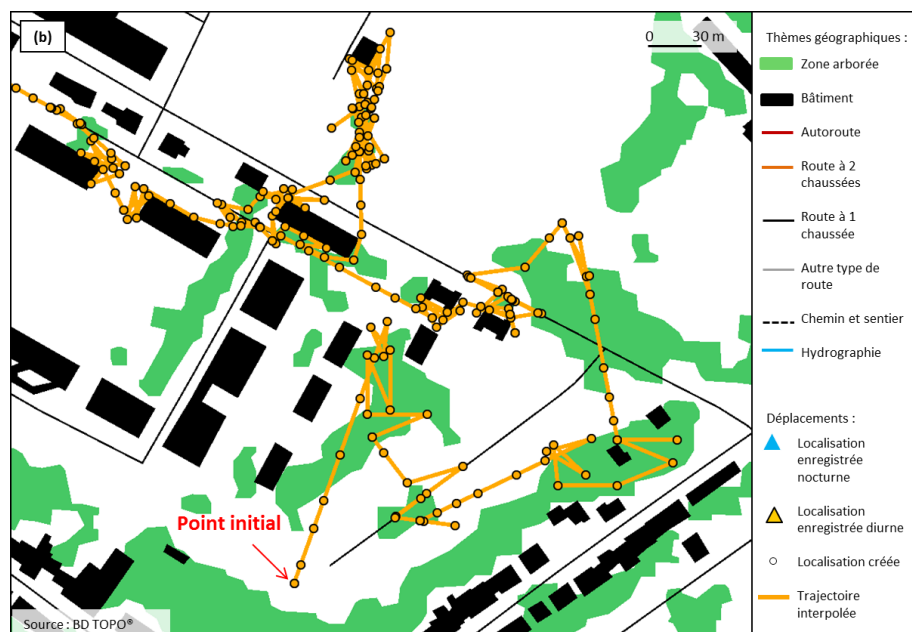 (b)
0 30 m
Point initial
Source : BD TOPO®
Thèmes géographiques :
Zone arborée
Bâtiment
Autoroute
Route à 2
chaussées
Route à 1
chaussée
Autre type de
route
Chemin et sentier
Hydrographie
Déplacements :
Localisation
enregistrée
nocturne
Localisation
enregistrée diurne
Localisation créée
Trajectoire
interpolée